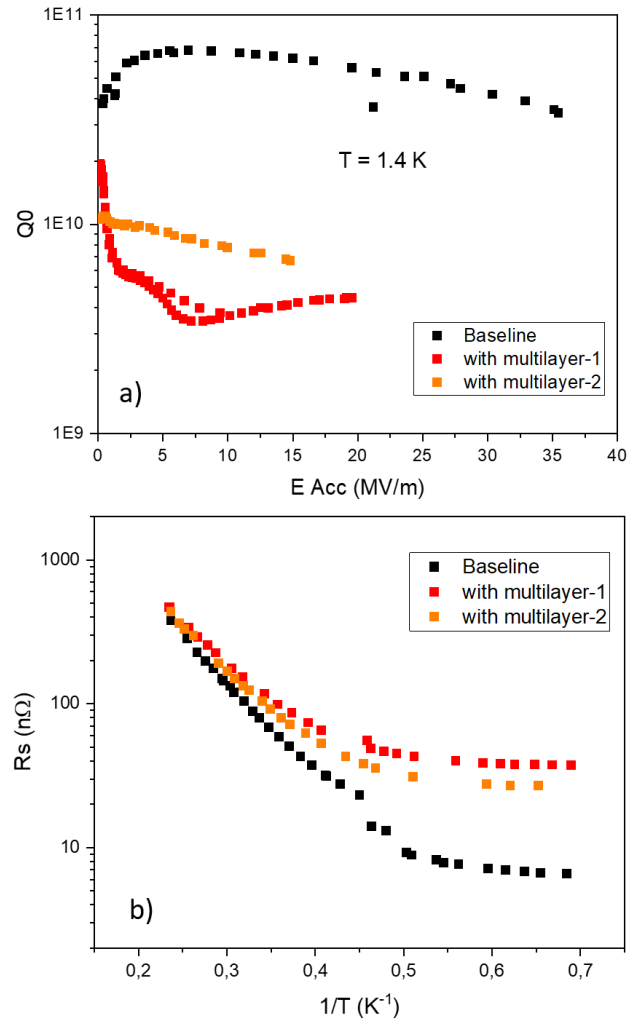 1E11
1E10
1E9
Q0
T = 1.4 K
Baseline
with multilayer-1
with multilayer-2
a)
0 5 10 15 20 25 30 35 40
E Acc (MV/m)
1000
100
10
Rs (nΩ)
Baseline
with multilayer-1
with multilayer-2
b)
0,2 0,3 0,4 0,5 0,6 0,7
1/T (K⁻¹)